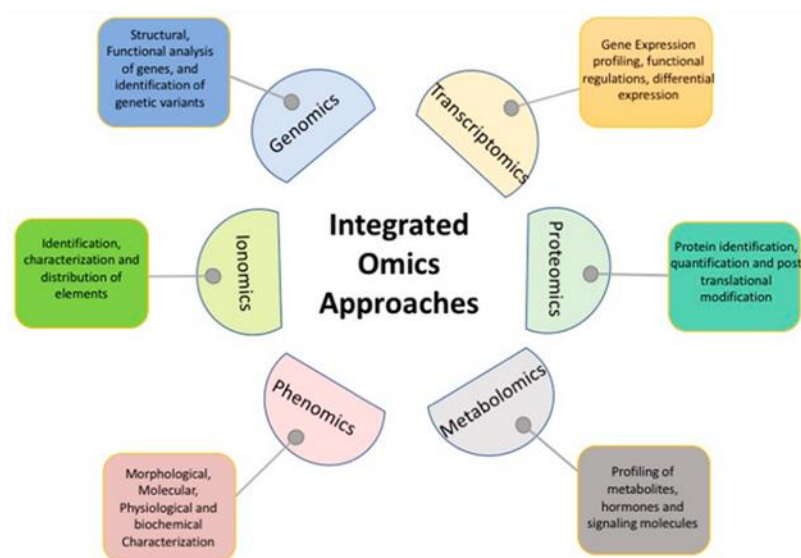 Structural,
Functional analysis
of genes, and
identification of
genetic variants
Genomics
Gene Expression
profiling, functional
regulations, differential
expression
Transcriptomics
Integrated
Omics
Approaches
Identification,
characterization and
distribution of
elements
Ionomics
Proteomics
Protein identification,
quantification and post
translational
modification
Phenomics
Morphological,
Molecular,
Physiological and
biochemical
Characterization
Metabolomics
Profiling of
metabolites,
hormones and
signaling molecules